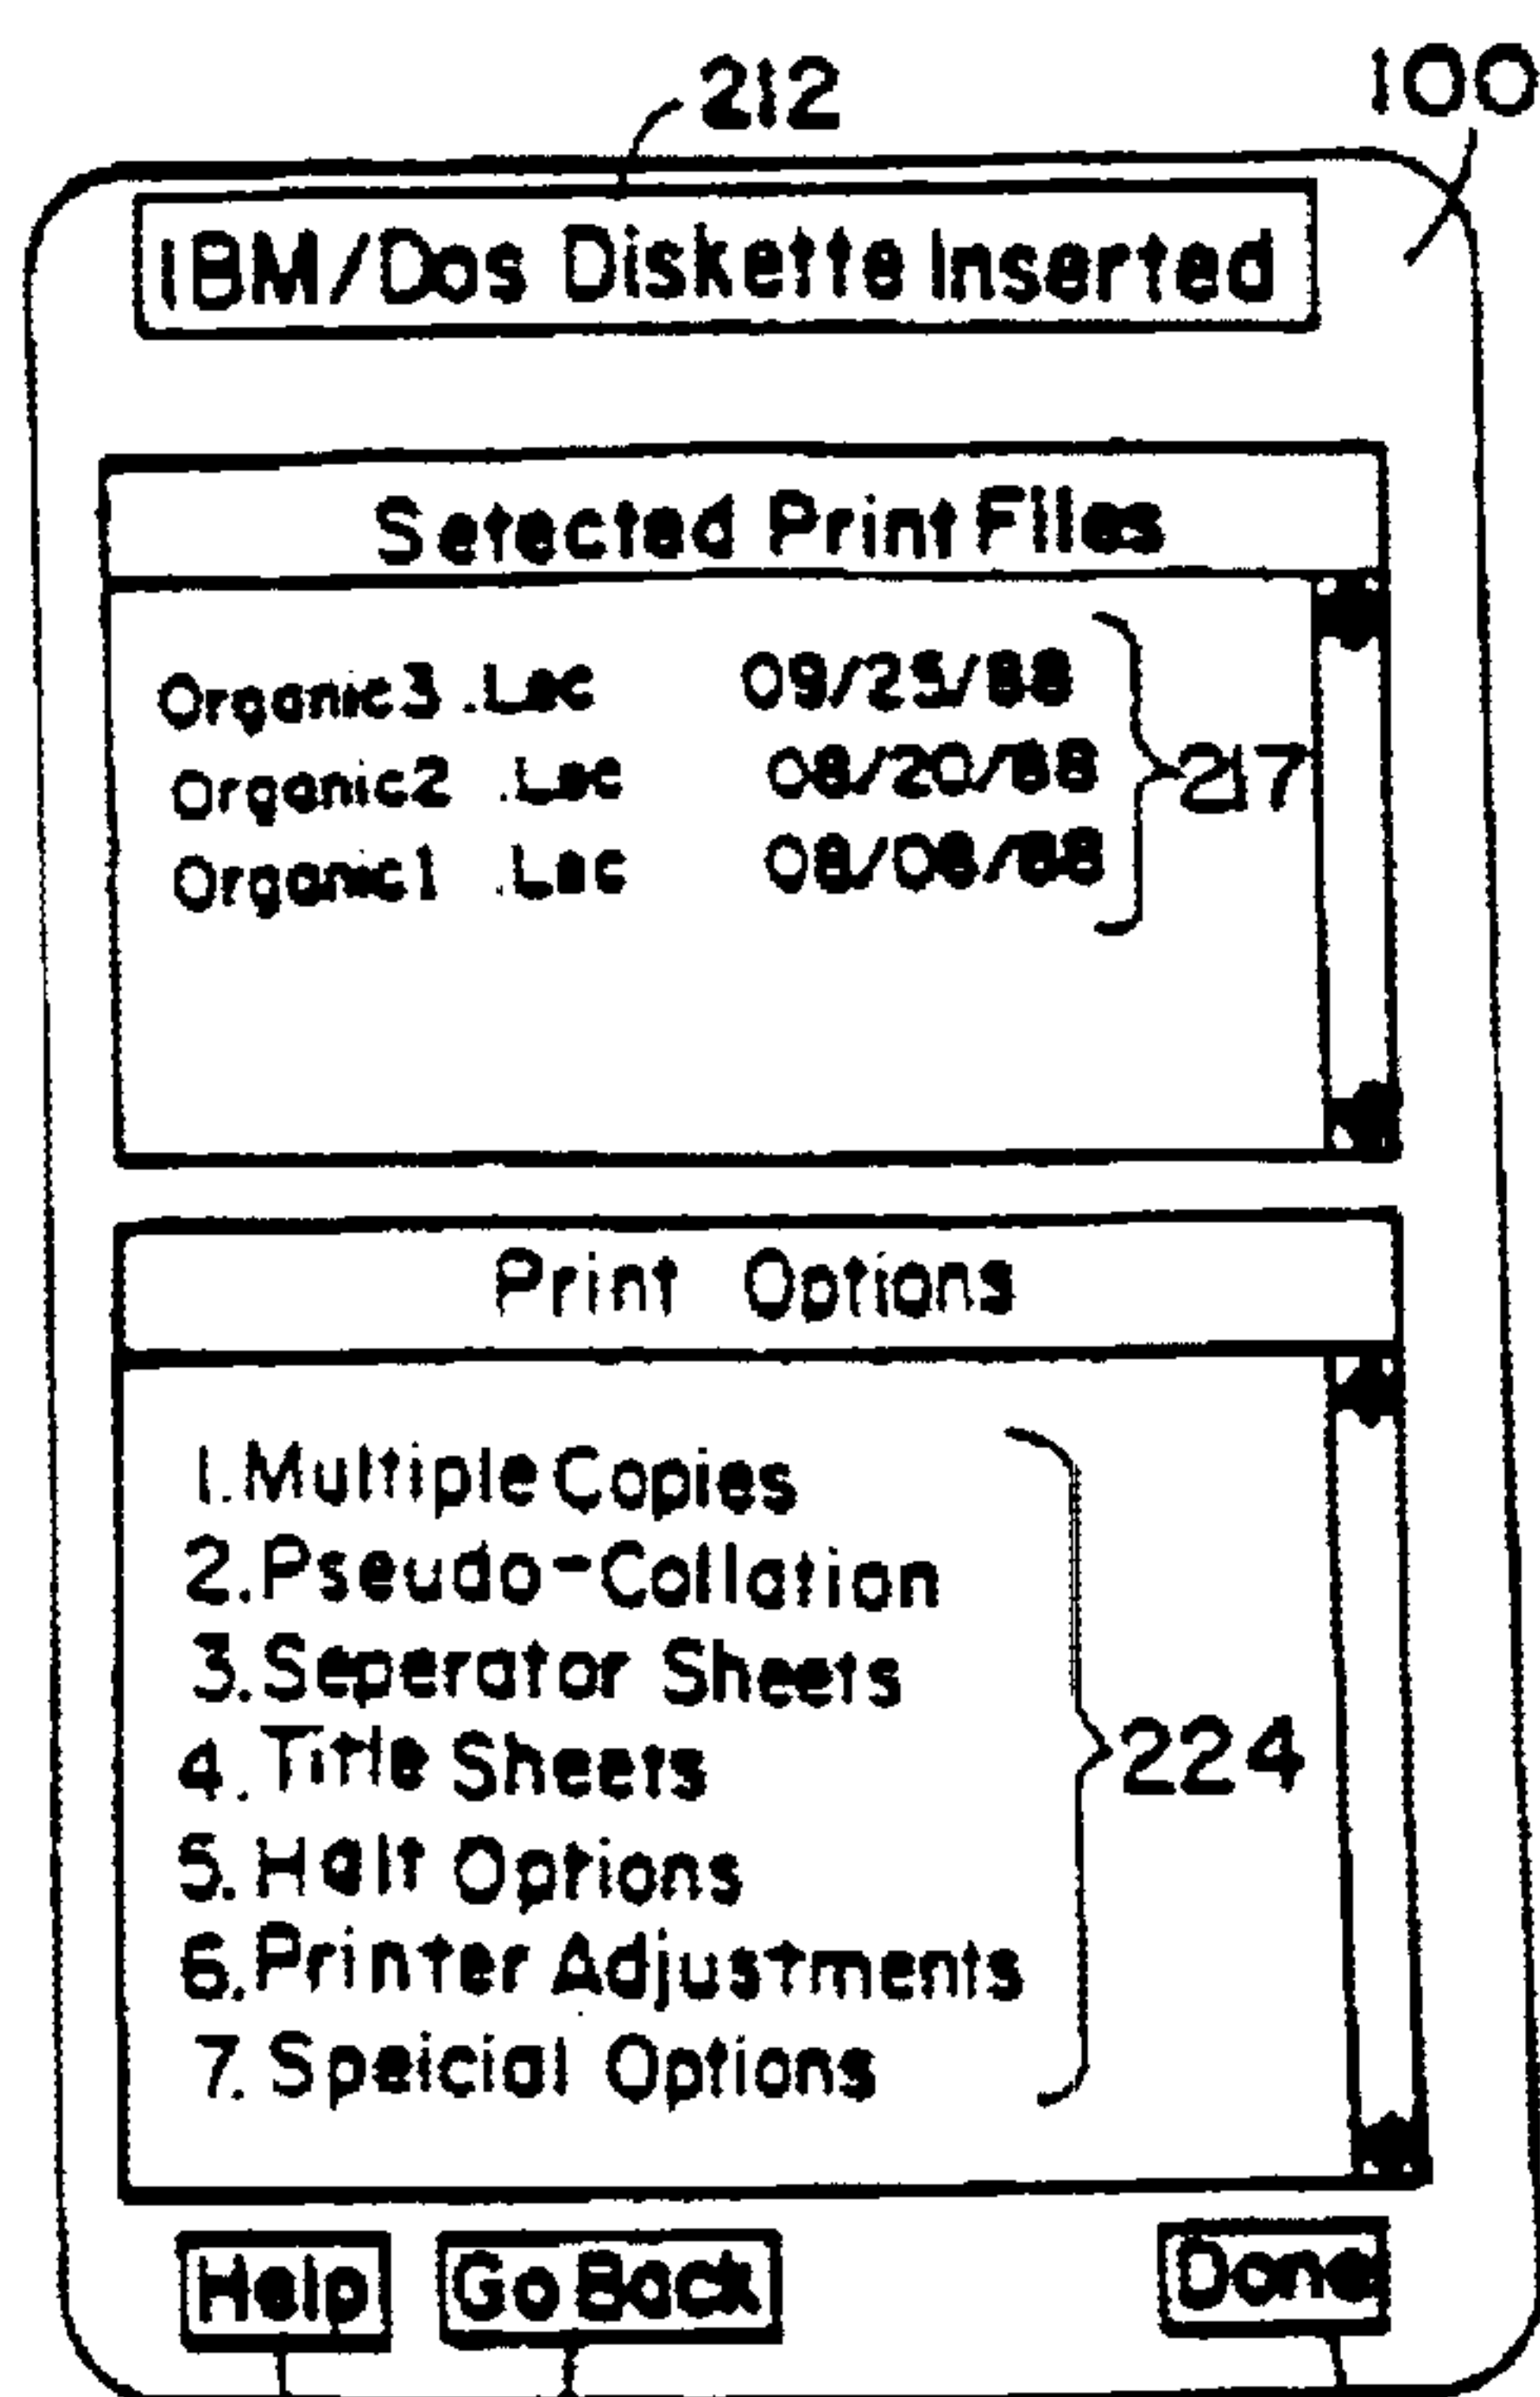 212
100
IBM/Dos Diskette Inserted
Selected Print Files
Organic3 .Lec 09/25/88
Organic2 .Lec 08/20/88
Organic1 .Lec 08/08/88
217
Print Options
1. Multiple Copies
2. Pseudo-Collation
3. Seperator Sheets
4. Title Sheets
5. Halt Options
6. Printer Adjustments
7. Speicial Options
224
Help Go Back Done